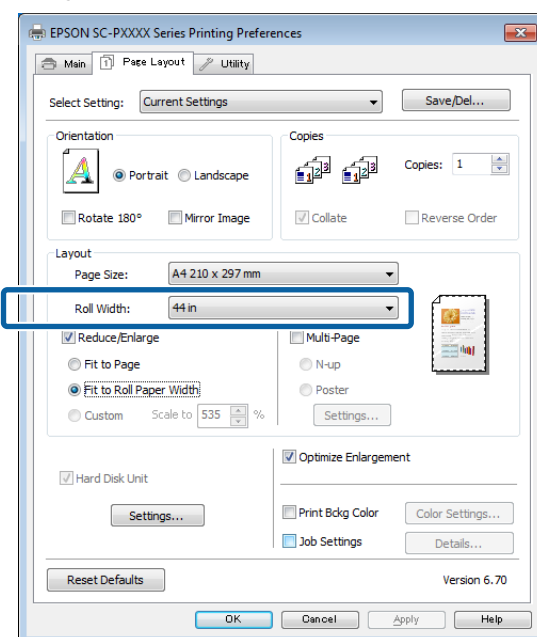 EPSON SC-PXXXX Series Printing Preferences
Main Page Layout Utility
Select Setting: Current Settings Save/Del...
Orientation
Portrait Landscape
Rotate 180° Mirror Image
Copies
Copies: 1
Collate Reverse Order
Layout
Page Size: A4 210 x 297 mm
Roll Width: 44 in
Reduce/Enlarge
Fit to Page
Fit to Roll Paper Width
Custom Scale to 535 %
Multi-Page
N-up
Poster
Settings...
Hard Disk Unit
Settings...
Optimize Enlargement
Print Bckg Color Color Settings...
Job Settings Details...
Reset Defaults Version 6.70
OK Cancel Apply Help